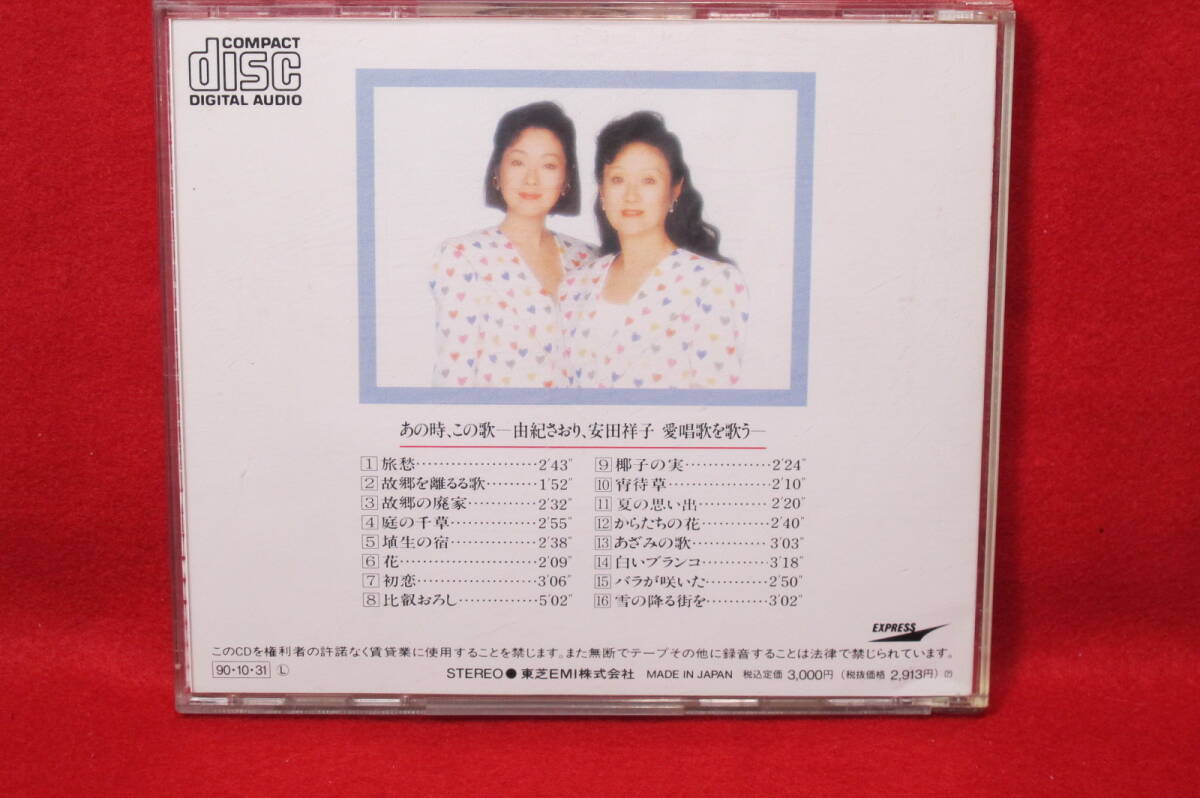 COMPACT
disc
DIGITAL AUDIO
あの時、この歌―由紀さおり、安田祥子 愛唱歌を歌う―
1 旅愁…………………2′43″
2 故郷を離るる歌………1′52″
3 故郷の廃家…………2′32″
4 庭の千草……………2′55″
5 埴生の宿……………2′38″
6 花……………………2′09″
7 初恋…………………3′06″
8 比叡おろし…………5′02″
9 椰子の実……………2′24″
10 宵待草………………2′10″
11 夏の思い出…………2′20″
12 からたちの花………2′40″
13 あざみの歌…………3′03″
14 白いブランコ………3′18″
15 バラが咲いた………2′50″
16 雪の降る街を………3′02″
EXPRESS
このCDを権利者の許諾なく賃貸業に使用することを禁じます。また無断でテープその他に録音することは法律で禁じられています。
90・10・31 Ⓛ
STEREO● 東芝EMI株式会社 MADE IN JAPAN 税込定価 3,000円 (税抜価格 2,913円)